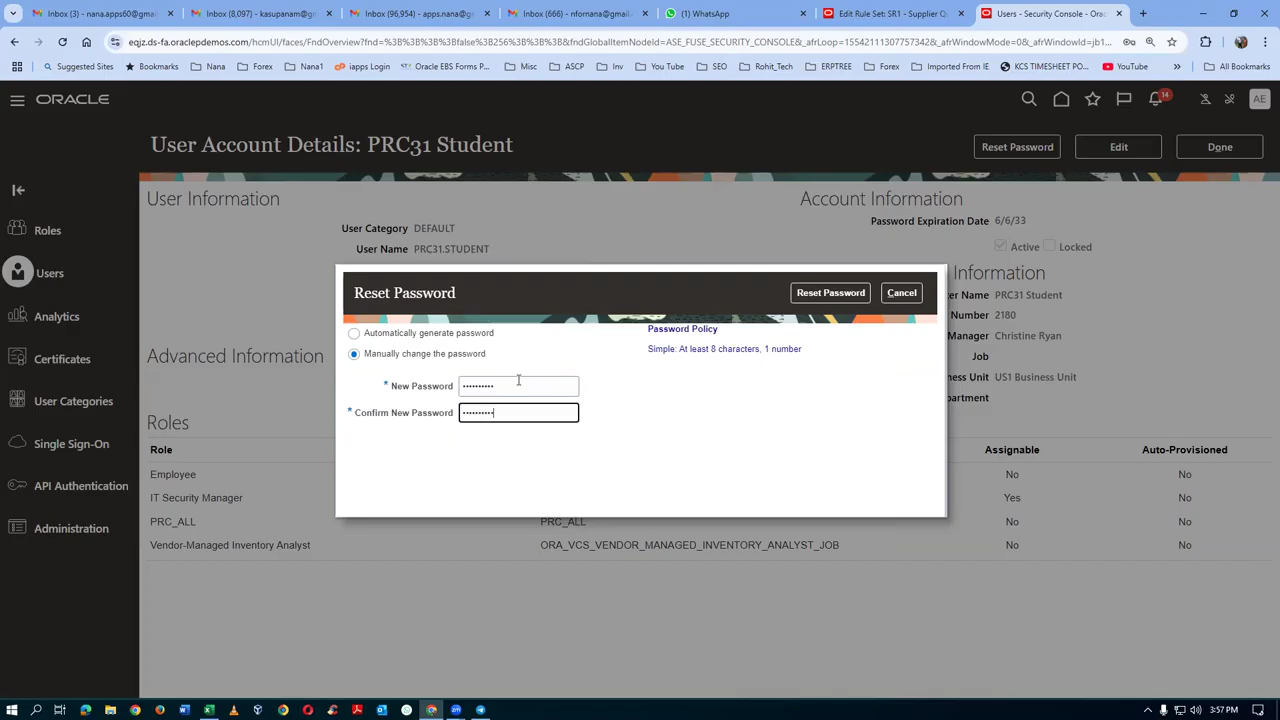 Inbox (3) - nana.apps60@gmail
Inbox (8,097) - kasupanam@gm
Inbox (96,954) - apps.nana@gm
Inbox (666) - nfornana@gmail.
(1) WhatsApp
Edit Rule Set: SR1 - Supplier Q
Users - Security Console - Orac
eqjz.ds-fa.oraclepdemos.com/hcmUI/faces/FndOverview?fnd=%3B%3B%3B%3Bfalse%3B256%3B%3B%3B&fndGlobalItemNodeId=ASE_FUSE_SECURITY_CONSOLE&_afrLoop=15542111307757342&_afrWindowMode=0&_afrWindowId=jb1...
Suggested Sites
Bookmarks
Nana
Forex
Nana1
iapps Login
Oracle EBS Forms P...
Misc
ASCP
Inv
You Tube
SEO
Rohit_Tech
ERPTREE
Forex
Imported From IE
KCS TIMESHEET PO...
YouTube
All Bookmarks
ORACLE
14
AE
User Account Details: PRC31 Student
Reset Password
Edit
Done
Roles
Users
Analytics
Certificates
User Categories
Single Sign-On
API Authentication
Administration
User Information
User Category DEFAULT
User Name PRC31.STUDENT
Account Information
Password Expiration Date 6/6/33
Active
Locked
Information
er Name PRC31 Student
Number 2180
Manager Christine Ryan
Job
usiness Unit US1 Business Unit
partment
Advanced Information
Reset Password
Reset Password
Cancel
Automatically generate password
Manually change the password
Password Policy
Simple: At least 8 characters, 1 number
* New Password ••••••••••
* Confirm New Password ••••••••••
Roles
Role
Assignable
Auto-Provisioned
Employee
No
No
IT Security Manager
Yes
No
PRC_ALL
PRC_ALL
No
No
Vendor-Managed Inventory Analyst
ORA_VCS_VENDOR_MANAGED_INVENTORY_ANALYST_JOB
No
No
3:57 PM